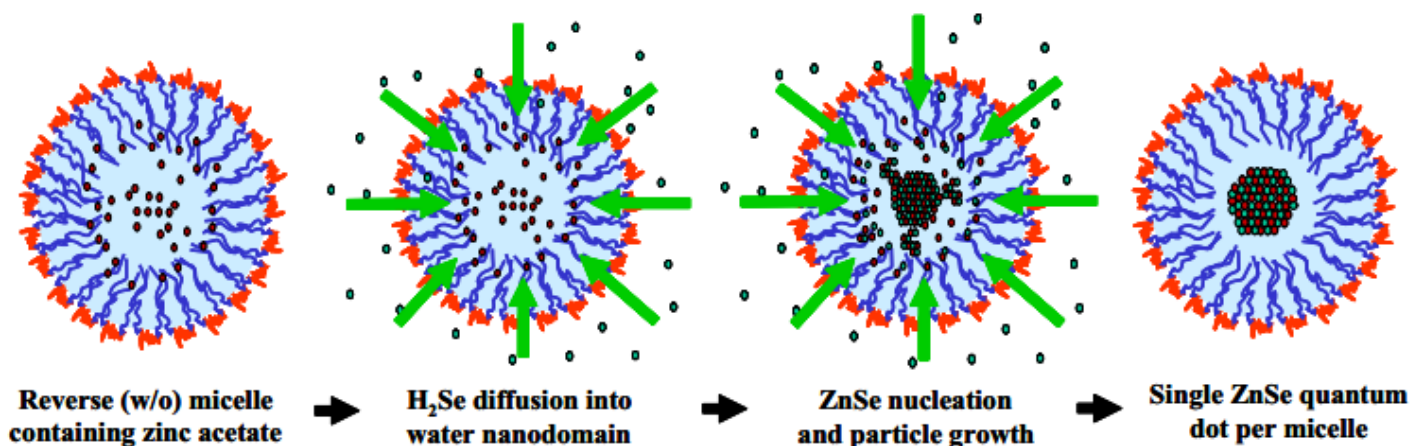 Reverse (w/o) micelle
containing zinc acetate
H₂Se diffusion into
water nanodomain
ZnSe nucleation
and particle growth
Single ZnSe quantum
dot per micelle